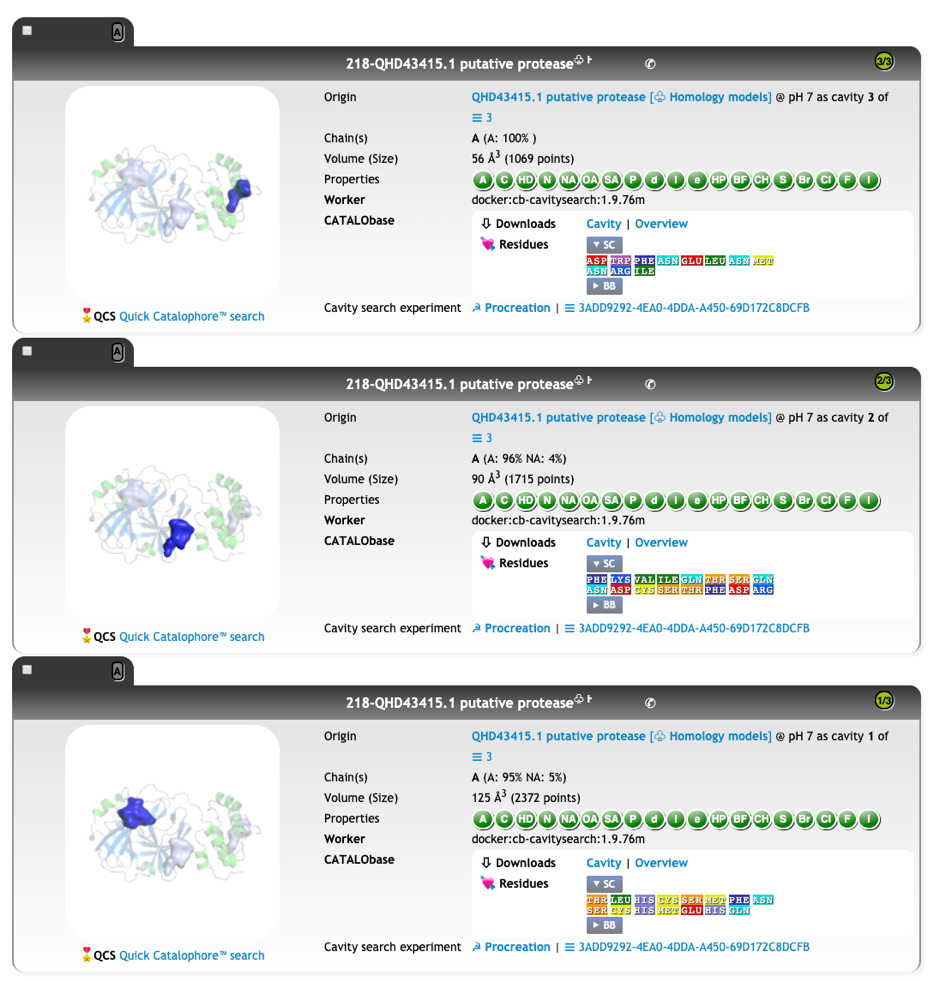 A
218-QHD43415.1 putative protease
3/3
Origin QHD43415.1 putative protease [ Homology models] @ pH 7 as cavity 3 of
3
Chain(s) A (A: 100% )
Volume (Size) 56 Å3 (1069 points)
Properties A C HD N NA OA SA P d I e HP BF CH S Br Cl F I
Worker docker:cb-cavitysearch:1.9.76m
CATALObase Downloads Cavity | Overview
Residues SC
ASP TRP PHE ASN GLU LEU ASN MET
ASN ARG ILE
BB
Cavity search experiment Procreation | 3ADD9292-4EA0-4DDA-A450-69D172C8DCFB
QCS Quick Catalophore™ search
A
218-QHD43415.1 putative protease
2/3
Origin QHD43415.1 putative protease [ Homology models] @ pH 7 as cavity 2 of
3
Chain(s) A (A: 96% NA: 4%)
Volume (Size) 90 Å3 (1715 points)
Properties A C HD N NA OA SA P d I e HP BF CH S Br Cl F I
Worker docker:cb-cavitysearch:1.9.76m
CATALObase Downloads Cavity | Overview
Residues SC
PHE LYS VAL ILE GLN THR SER GLN
ASN ASP CYS SER THR PHE ASP ARG
BB
Cavity search experiment Procreation | 3ADD9292-4EA0-4DDA-A450-69D172C8DCFB
QCS Quick Catalophore™ search
A
218-QHD43415.1 putative protease
1/3
Origin QHD43415.1 putative protease [ Homology models] @ pH 7 as cavity 1 of
3
Chain(s) A (A: 95% NA: 5%)
Volume (Size) 125 Å3 (2372 points)
Properties A C HD N NA OA SA P d I e HP BF CH S Br Cl F I
Worker docker:cb-cavitysearch:1.9.76m
CATALObase Downloads Cavity | Overview
Residues SC
THR LEU HIS CYS SER MET PHE ASN
SER CYS HIS MET GLU HIS GLN
BB
Cavity search experiment Procreation | 3ADD9292-4EA0-4DDA-A450-69D172C8DCFB
QCS Quick Catalophore™ search